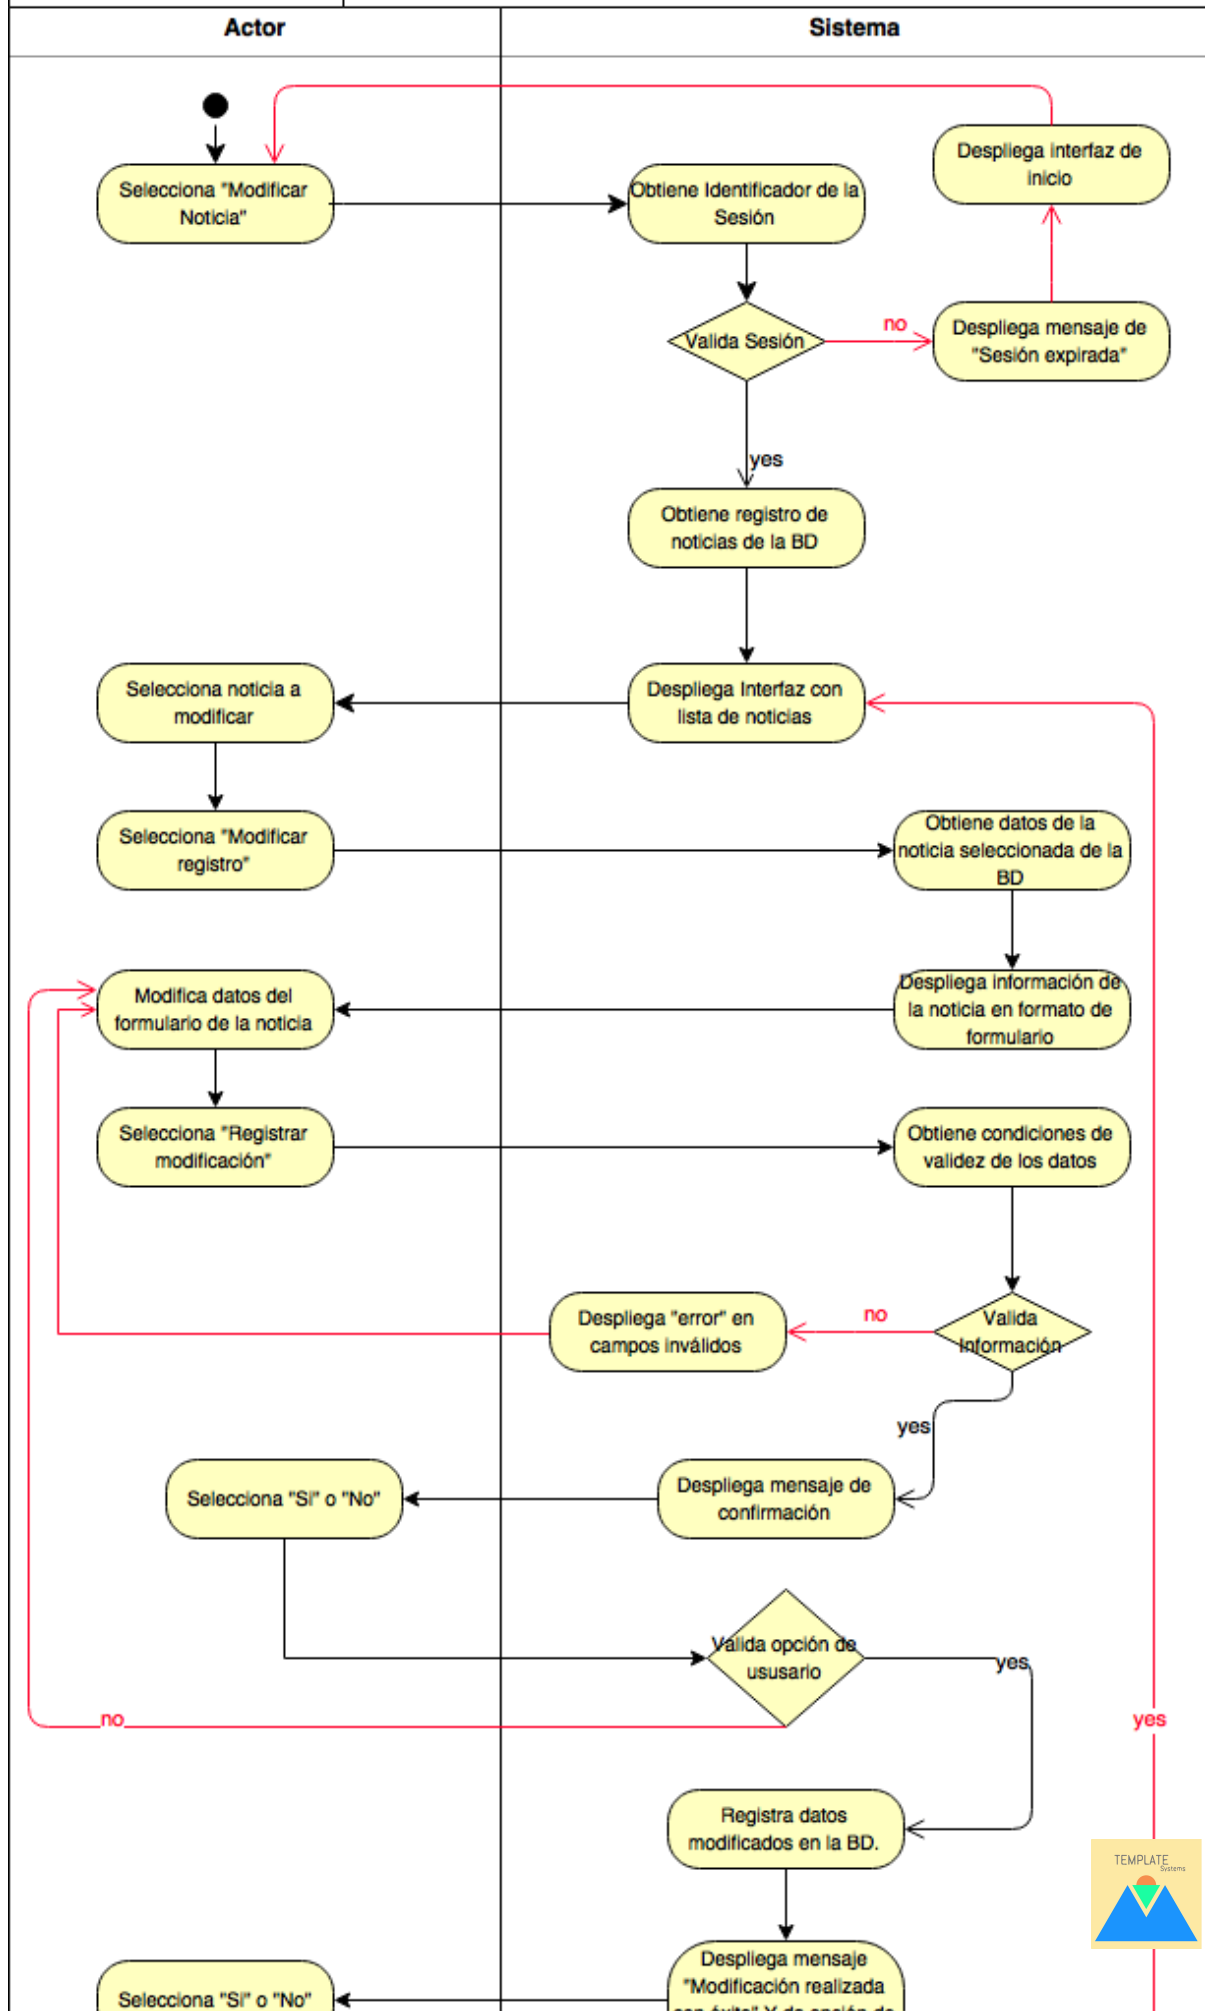 Actor
Sistema
Selecciona "Modificar
Noticia"
Obtiene Identificador de la
Sesión
Despliega interfaz de
inicio
Valida Sesión
no
Despliega mensaje de
"Sesión expirada"
yes
Obtiene registro de
noticias de la BD
Selecciona noticia a
modificar
Despliega Interfaz con
lista de noticias
Selecciona "Modificar
registro"
Obtiene datos de la
noticia seleccionada de la
BD
Modifica datos del
formulario de la noticia
Despliega información de
la noticia en formato de
formulario
Selecciona "Registrar
modificación"
Obtiene condiciones de
validez de los datos
Despliega "error" en
campos inválidos
no
Valida
Información
yes
Selecciona "Si" o "No"
Despliega mensaje de
confirmación
Valida opción de
ususario
yes
no
yes
Registra datos
modificados en la BD.
TEMPLATE
Systems
Selecciona "Si" o "No"
Despliega mensaje
"Modificación realizada
con éxito" Y da opción de